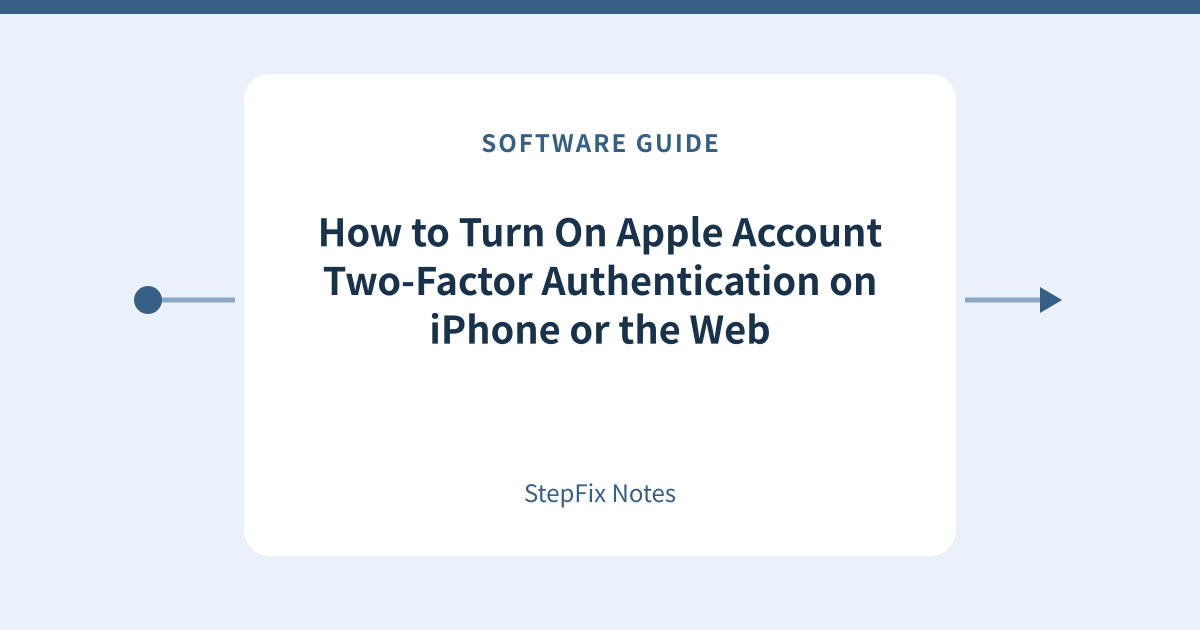 SOFTWARE GUIDE
How to Turn On Apple Account
Two-Factor Authentication on
iPhone or the Web
StepFix Notes